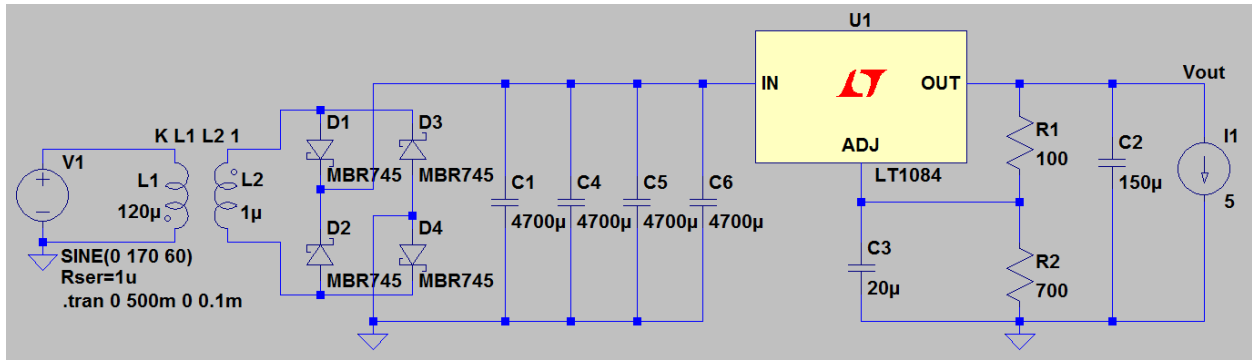 V1
SINE(0 170 60)
Rser=1u
.tran 0 500m 0 0.1m
K L1 L2 1
L1
120µ
L2
1µ
D1
MBR745
D3
MBR745
D2
MBR745
D4
MBR745
C1
4700µ
C4
4700µ
C5
4700µ
C6
4700µ
U1
IN
OUT
ADJ
LT1084
C3
20µ
R1
100
R2
700
C2
150µ
Vout
I1
5